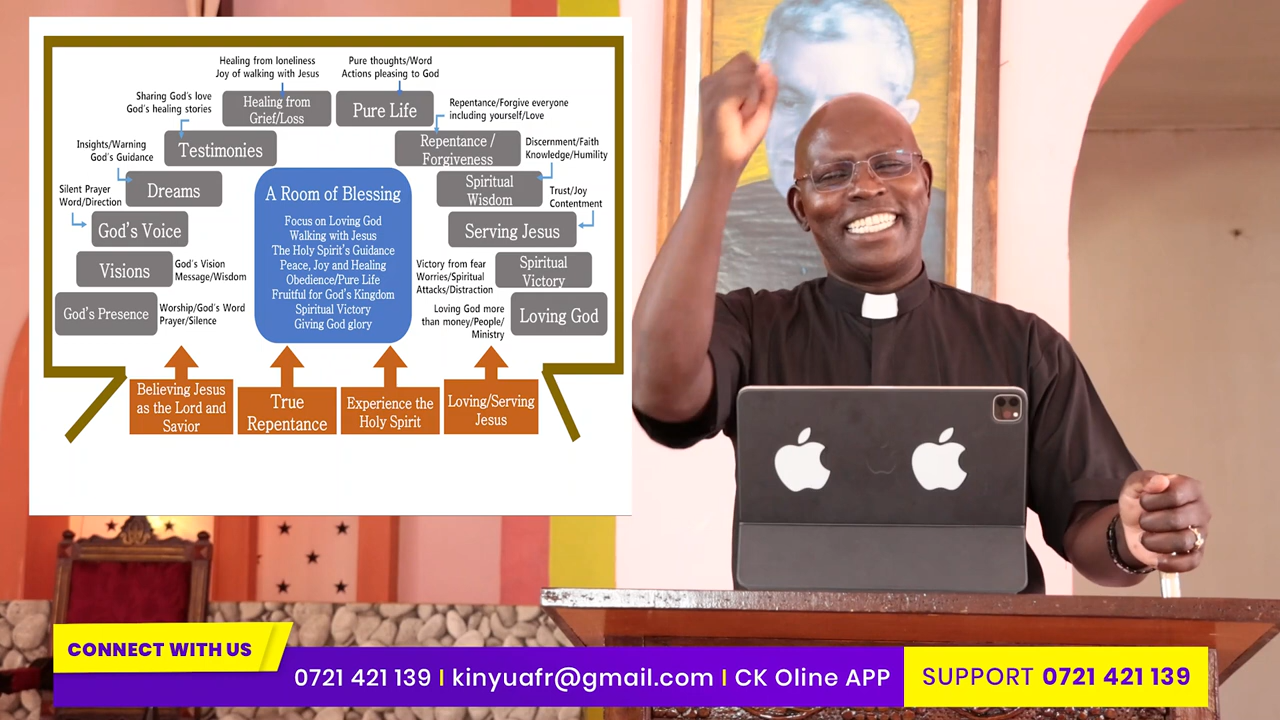 Healing from loneliness
Joy of walking with Jesus
Pure thoughts/Word
Actions pleasing to God
Sharing God's love
God's healing stories
Healing from
Grief/Loss
Pure Life
Repentance/Forgive everyone
including yourself/Love
Insights/Warning
God's Guidance
Testimonies
Repentance /
Forgiveness
Discernment/Faith
Knowledge/Humility
Silent Prayer
Word/Direction
Dreams
Spiritual
Wisdom
Trust/Joy
Contentment
God's Voice
Serving Jesus
Visions
God's Vision
Message/Wisdom
Victory from fear
Worries/Spiritual
Attacks/Distraction
Spiritual
Victory
God's Presence
Worship/God's Word
Prayer/Silence
Loving God more
than money/People/
Ministry
Loving God
A Room of Blessing
Focus on Loving God
Walking with Jesus
The Holy Spirit's Guidance
Peace, Joy and Healing
Obedience/Pure Life
Fruitful for God's Kingdom
Spiritual Victory
Giving God glory
Believing Jesus
as the Lord and
Savior
True
Repentance
Experience the
Holy Spirit
Loving/Serving
Jesus
CONNECT WITH US
0721 421 139 I kinyuafr@gmail.com I CK Oline APP
SUPPORT 0721 421 139